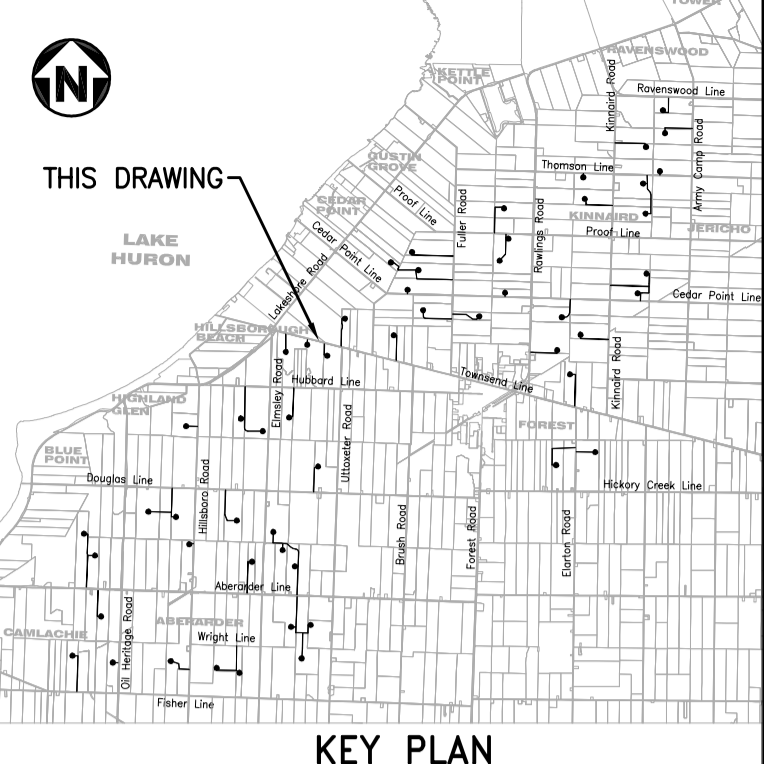 TOWER
RAVENSWOOD
KETTLE
POINT
Ravenswood Line
Kinnaird Road
Army Camp Road
N
THIS DRAWING
GUSTIN
GROVE
Thomson Line
CEDAR
POINT
Proof Line
Fuller Road
Rawlings Road
KINNAIRD
JERICHO
Proof Line
LAKE
HURON
Cedar Point Line
Lakeshore Road
Cedar Point Line
HILLSBOROUGH
BEACH
Elmsley Road
Hubbard Line
Townsend Line
Kinnaird Road
HIGHLAND
GLEN
Uttoxeter Road
FOREST
BLUE
POINT
Douglas Line
Hillsboro Road
Hickory Creek Line
Brush Road
Forest Road
Elarton Road
Aberarder Line
CAMLACHIE
Oil Heritage Road
ABERARDER
Wright Line
Fisher Line
KEY PLAN